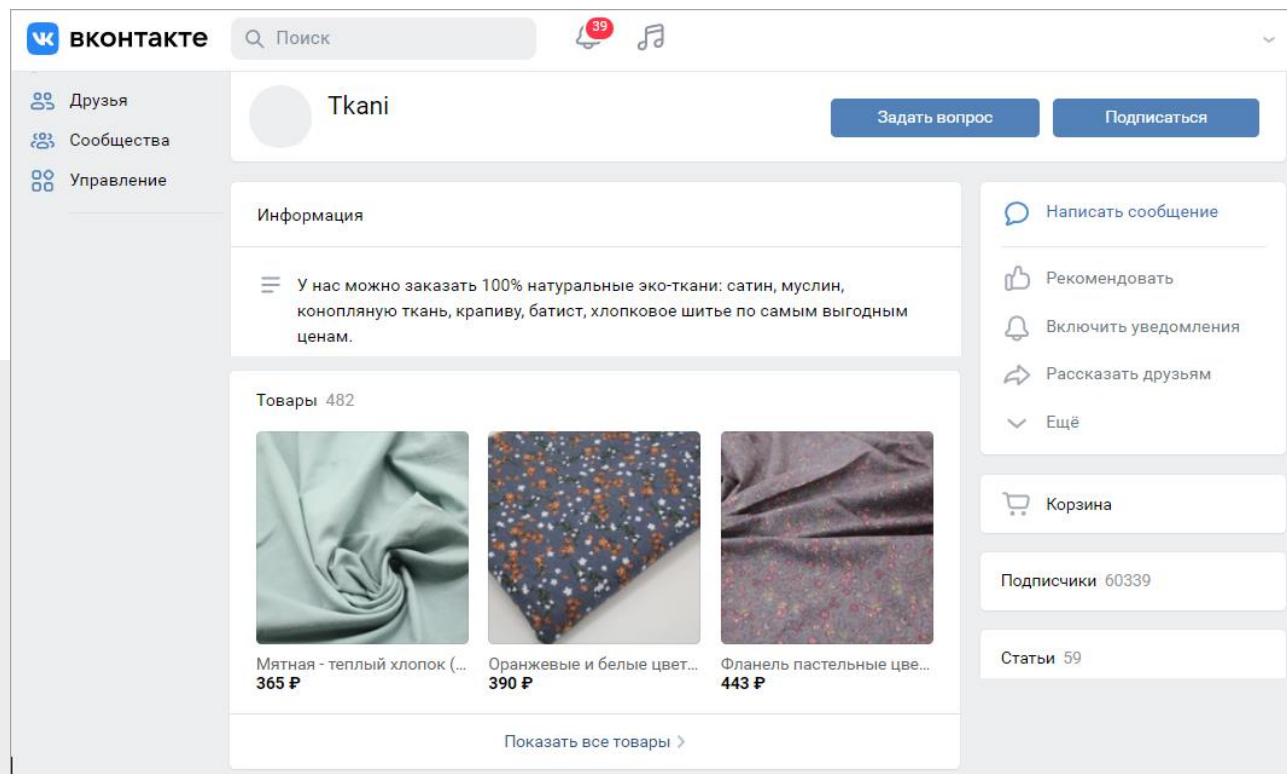 вконтакте
Поиск
39
Друзья
Сообщества
Управление
Tkani
Задать вопрос
Подписаться
Информация
У нас можно заказать 100% натуральные эко-ткани: сатин, муслин,
конопляную ткань, крапиву, батист, хлопковое шитье по самым выгодным
ценам.
Товары 482
Мятная - теплый хлопок (...
365 ₽
Оранжевые и белые цвет...
390 ₽
Фланель пастельные цве...
443 ₽
Показать все товары
Написать сообщение
Рекомендовать
Включить уведомления
Рассказать друзьям
Ещё
Корзина
Подписчики 60339
Статьи 59